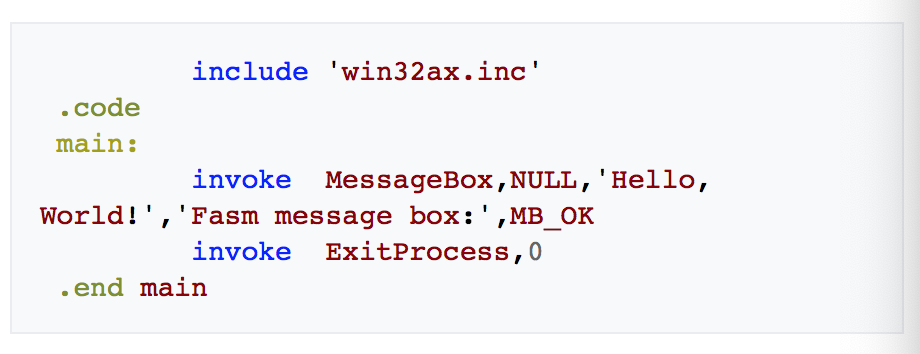 include 'win32ax.inc'
.code
main:
invoke  MessageBox,NULL,'Hello,
World!','Fasm message box:',MB_OK
invoke  ExitProcess,0
.end main